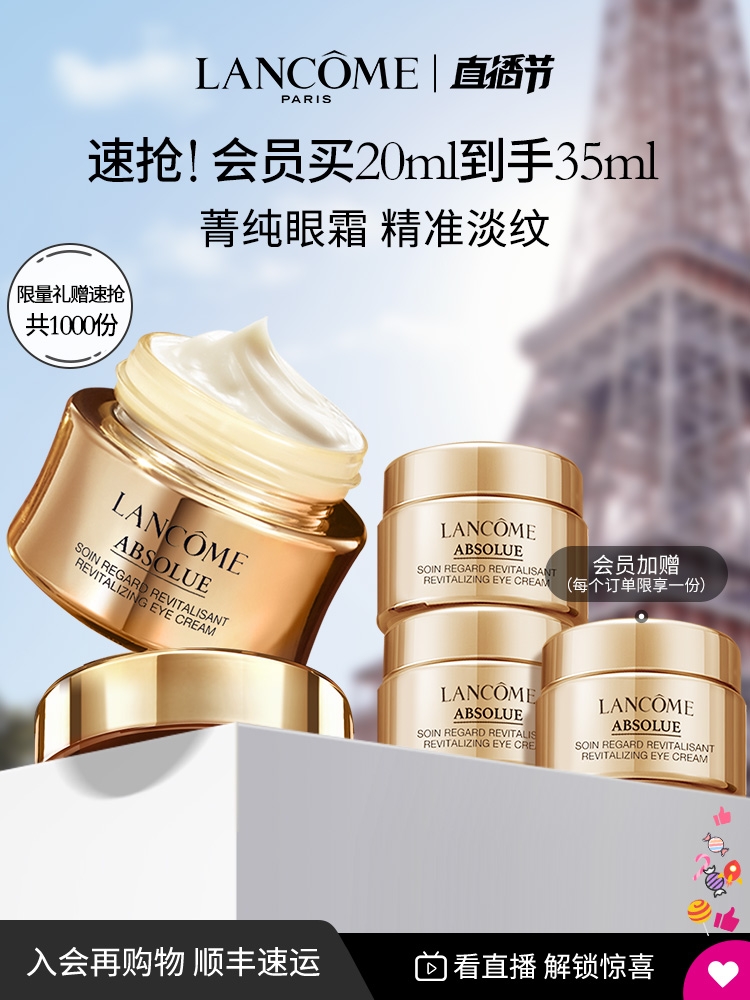 LANCÔME
PARIS
直播节
速抢！会员买20ml到手35ml
菁纯眼霜 精准淡纹
限量礼赠速抢
共1000份
LANCÔME
ABSOLUE
SOIN REGARD REVITALISANT
REVITALIZING EYE CREAM
LANCÔME
ABSOLUE
SOIN REGARD REVITALISANT
REVITALIZING EYE CREAM
会员加赠
（每个订单限享一份）
LANCÔME
ABSOLUE
SOIN REGARD REVITALIS
REVITALIZING EYE CRE
LANCÔME
ABSOLUE
SOIN REGARD REVITALISANT
REVITALIZING EYE CREAM
入会再购物 顺丰速运
看直播 解锁惊喜